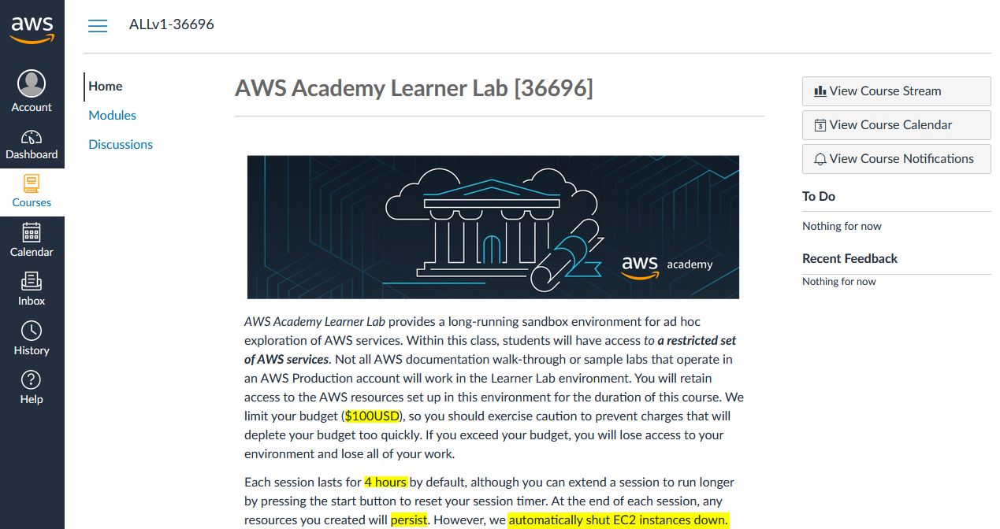 aws
ALLv1-36696
Account
Dashboard
Courses
Calendar
Inbox
History
Help
Home
Modules
Discussions
AWS Academy Learner Lab [36696]
aws academy
AWS Academy Learner Lab provides a long-running sandbox environment for ad hoc
exploration of AWS services. Within this class, students will have access to a restricted set
of AWS services. Not all AWS documentation walk-through or sample labs that operate in
an AWS Production account will work in the Learner Lab environment. You will retain
access to the AWS resources set up in this environment for the duration of this course. We
limit your budget ($100USD), so you should exercise caution to prevent charges that will
deplete your budget too quickly. If you exceed your budget, you will lose access to your
environment and lose all of your work.
Each session lasts for 4 hours by default, although you can extend a session to run longer
by pressing the start button to reset your session timer. At the end of each session, any
resources you created will persist. However, we automatically shut EC2 instances down.
View Course Stream
3 View Course Calendar
View Course Notifications
To Do
Nothing for now
Recent Feedback
Nothing for now